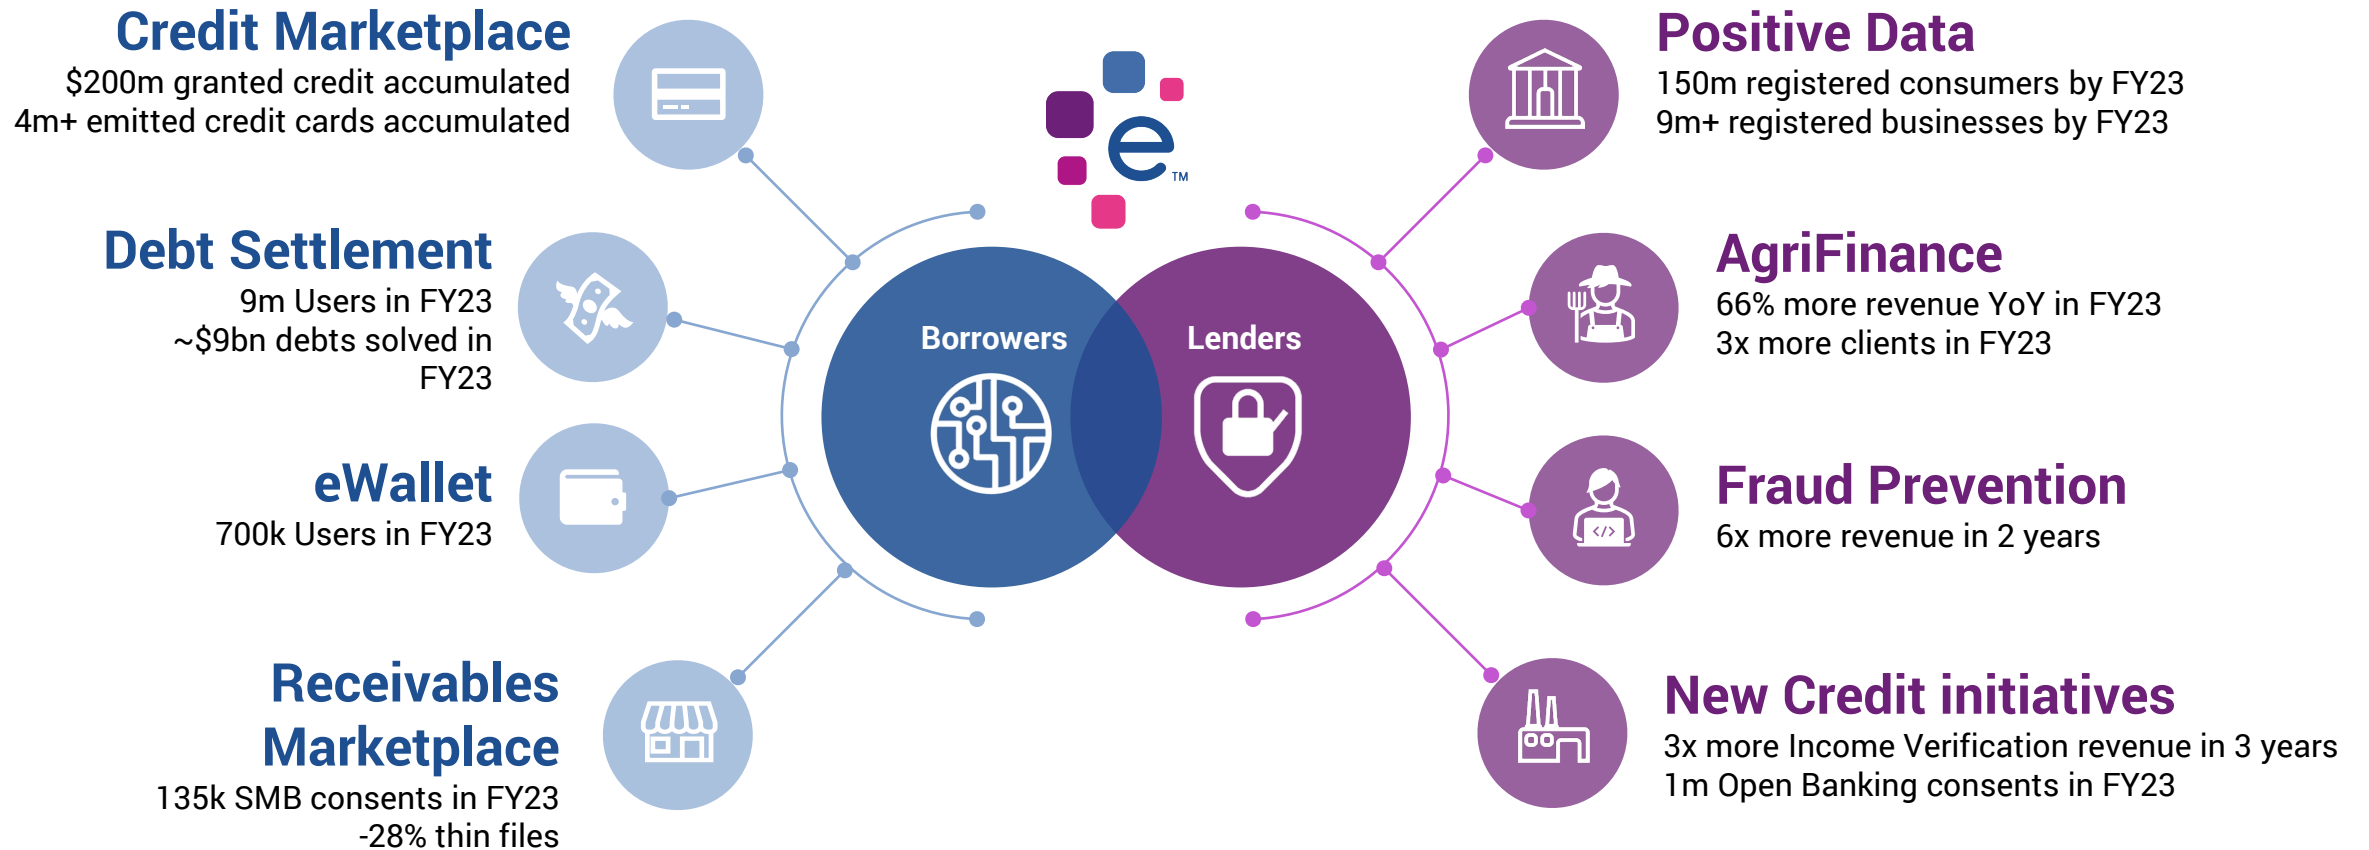 Credit Marketplace
$200m granted credit accumulated
4m+ emitted credit cards accumulated
Debt Settlement
9m Users in FY23
~$9bn debts solved in
FY23
eWallet
700k Users in FY23
Receivables
Marketplace
135k SMB consents in FY23
-28% thin files
e™
Borrowers
Lenders
Positive Data
150m registered consumers by FY23
9m+ registered businesses by FY23
AgriFinance
66% more revenue YoY in FY23
3x more clients in FY23
Fraud Prevention
6x more revenue in 2 years
</>
New Credit initiatives
3x more Income Verification revenue in 3 years
1m Open Banking consents in FY23